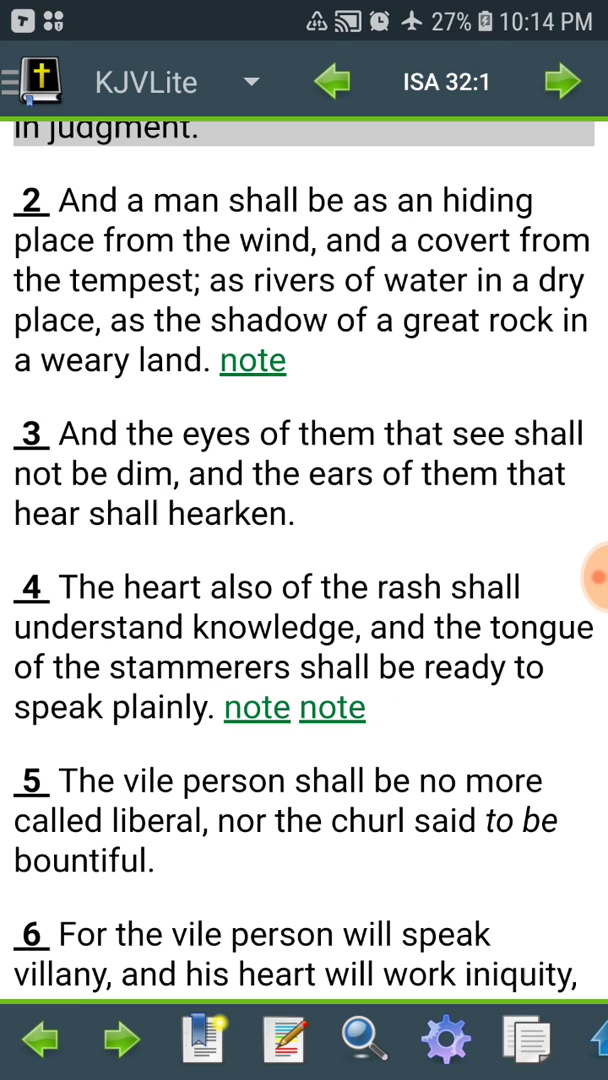 27% 10:14 PM
KJVLite ISA 32:1
in judgment.
2 And a man shall be as an hiding
place from the wind, and a covert from
the tempest; as rivers of water in a dry
place, as the shadow of a great rock in
a weary land. note
3 And the eyes of them that see shall
not be dim, and the ears of them that
hear shall hearken.
4 The heart also of the rash shall
understand knowledge, and the tongue
of the stammerers shall be ready to
speak plainly. note note
5 The vile person shall be no more
called liberal, nor the churl said to be
bountiful.
6 For the vile person will speak
villany, and his heart will work iniquity,